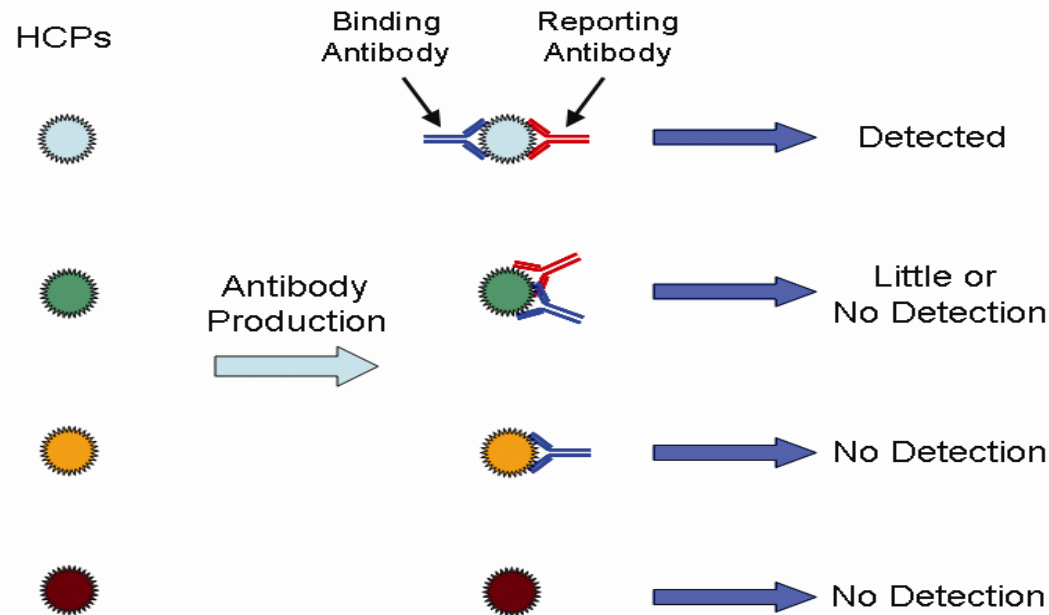 HCPs
Binding
Antibody
Reporting
Antibody
Detected
Antibody
Production
Little or
No Detection
No Detection
No Detection